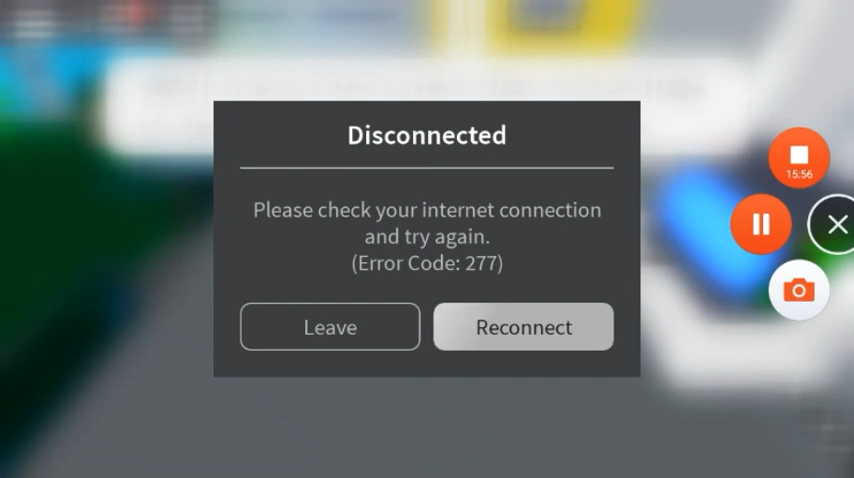 Disconnected
Please check your internet connection
and try again.
(Error Code: 277)
Leave
Reconnect
15:56